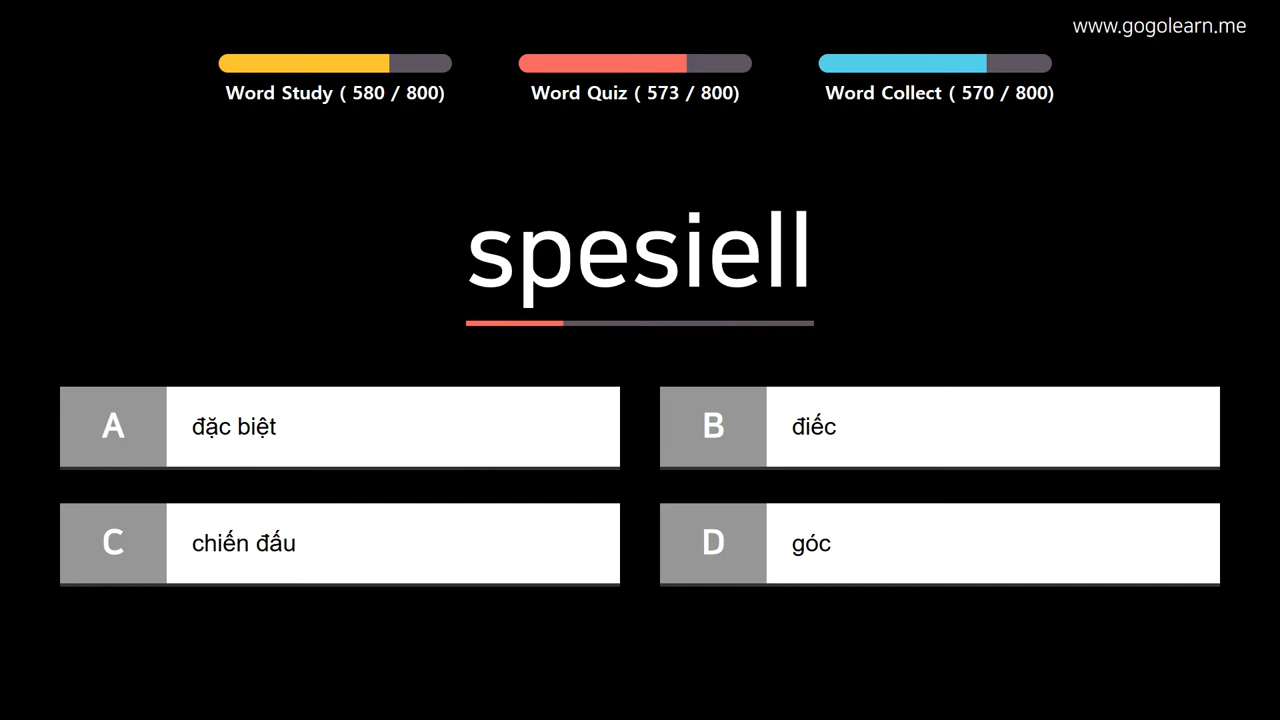 www.gogolearn.me
Word Study ( 580 / 800)
Word Quiz ( 573 / 800)
Word Collect ( 570 / 800)
spesiell
A đặc biệt
B điếc
C chiến đấu
D góc